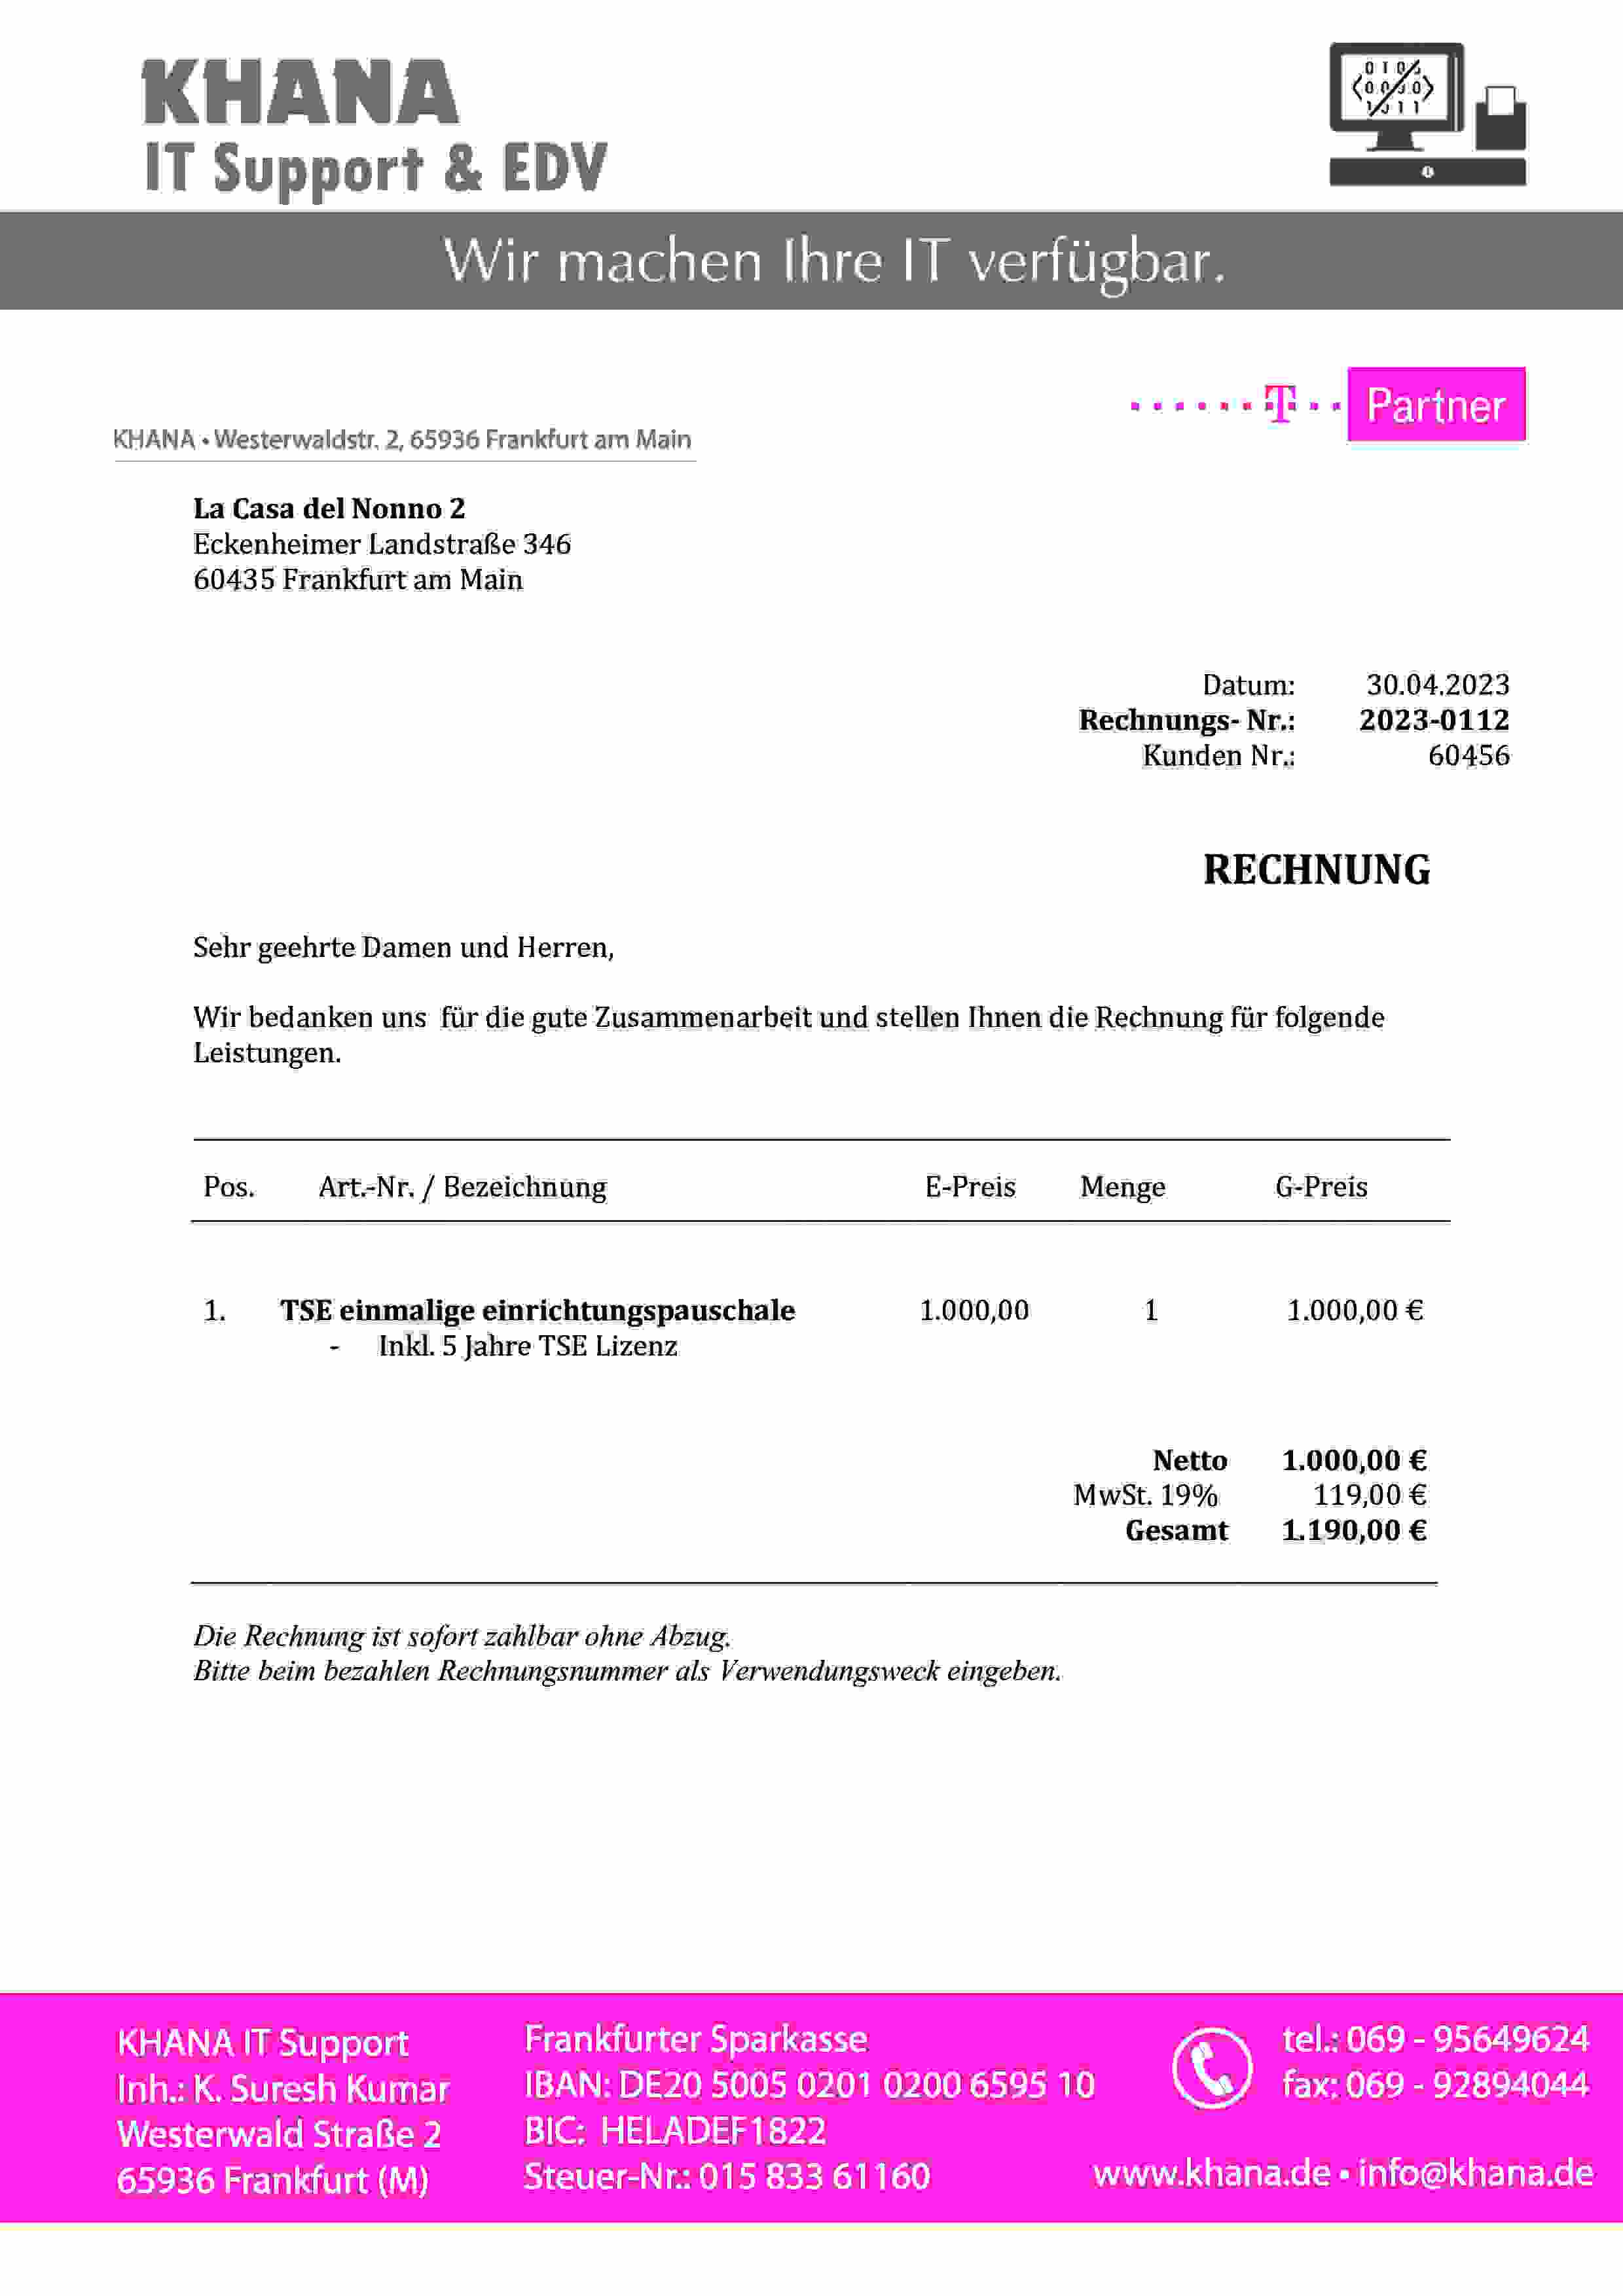 KHANA
IT Support & EDV
Wir machen Ihre IT verfügbar.
T Partner
KHANA • Westerwaldstr. 2, 65936 Frankfurt am Main
La Casa del Nonno 2
Eckenheimer Landstraße 346
60435 Frankfurt am Main
Datum: 30.04.2023
Rechnungs- Nr.: 2023-0112
Kunden Nr.: 60456
RECHNUNG
Sehr geehrte Damen und Herren,
Wir bedanken uns für die gute Zusammenarbeit und stellen Ihnen die Rechnung für folgende
Leistungen.
Pos. Art.-Nr. / Bezeichnung E-Preis Menge G-Preis
1. TSE einmalige einrichtungspauschale 1.000,00 1 1.000,00 €
- Inkl. 5 Jahre TSE Lizenz
Netto 1.000,00 €
MwSt. 19% 119,00 €
Gesamt 1.190,00 €
Die Rechnung ist sofort zahlbar ohne Abzug.
Bitte beim bezahlen Rechnungsnummer als Verwendungsweck eingeben.
KHANA IT Support
Inh.: K. Suresh Kumar
Westerwald Straße 2
65936 Frankfurt (M)
Frankfurter Sparkasse
IBAN: DE20 5005 0201 0200 6595 10
BIC: HELADEF1822
Steuer-Nr.: 015 833 61160
tel.: 069 - 95649624
fax: 069 - 92894044
www.khana.de • info@khana.de